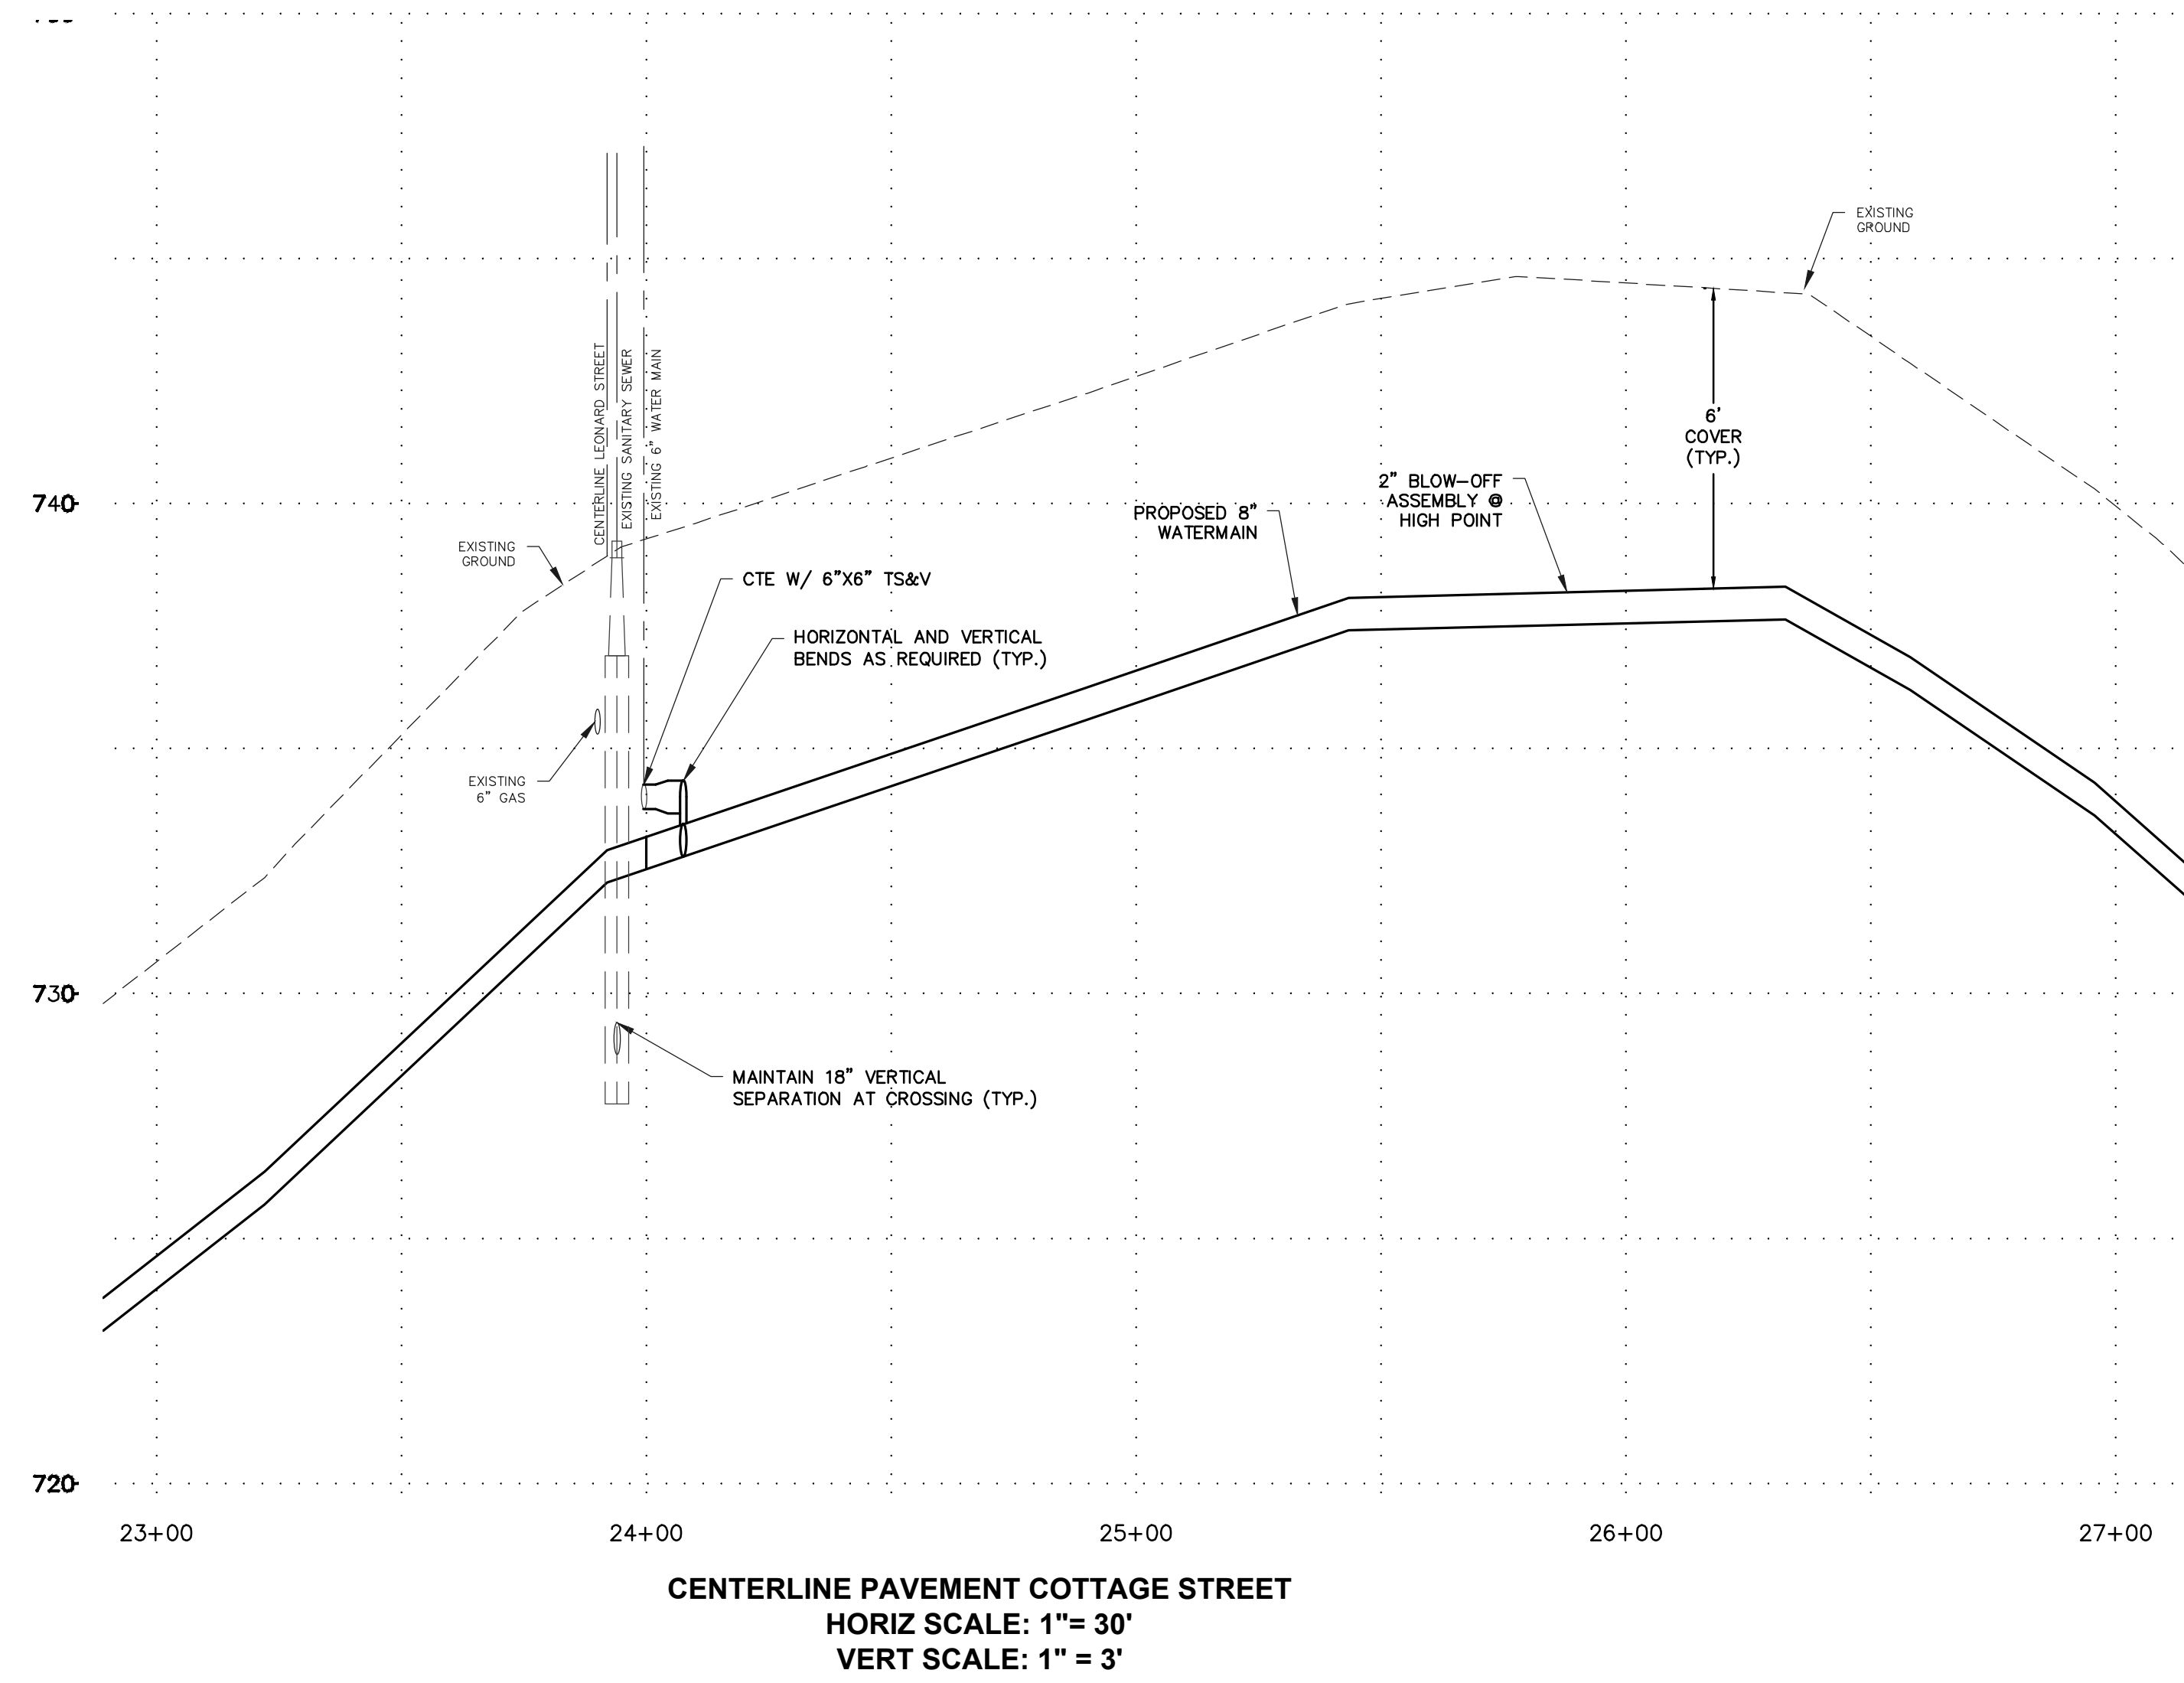 EXISTING
GROUND
CENTERLINE LEONARD STREET
EXISTING SANITARY SEWER
EXISTING 6" WATER MAIN
6'
COVER
(TYP.)
740
2" BLOW-OFF
ASSEMBLY @
HIGH POINT
PROPOSED 8"
WATERMAIN
EXISTING
GROUND
CTE W/ 6"X6" TS&V
HORIZONTAL AND VERTICAL
BENDS AS REQUIRED (TYP.)
EXISTING
6" GAS
730
MAINTAIN 18" VERTICAL
SEPARATION AT CROSSING (TYP.)
720
23+00 24+00 25+00 26+00 27+00
CENTERLINE PAVEMENT COTTAGE STREET
HORIZ SCALE: 1"= 30'
VERT SCALE: 1" = 3'